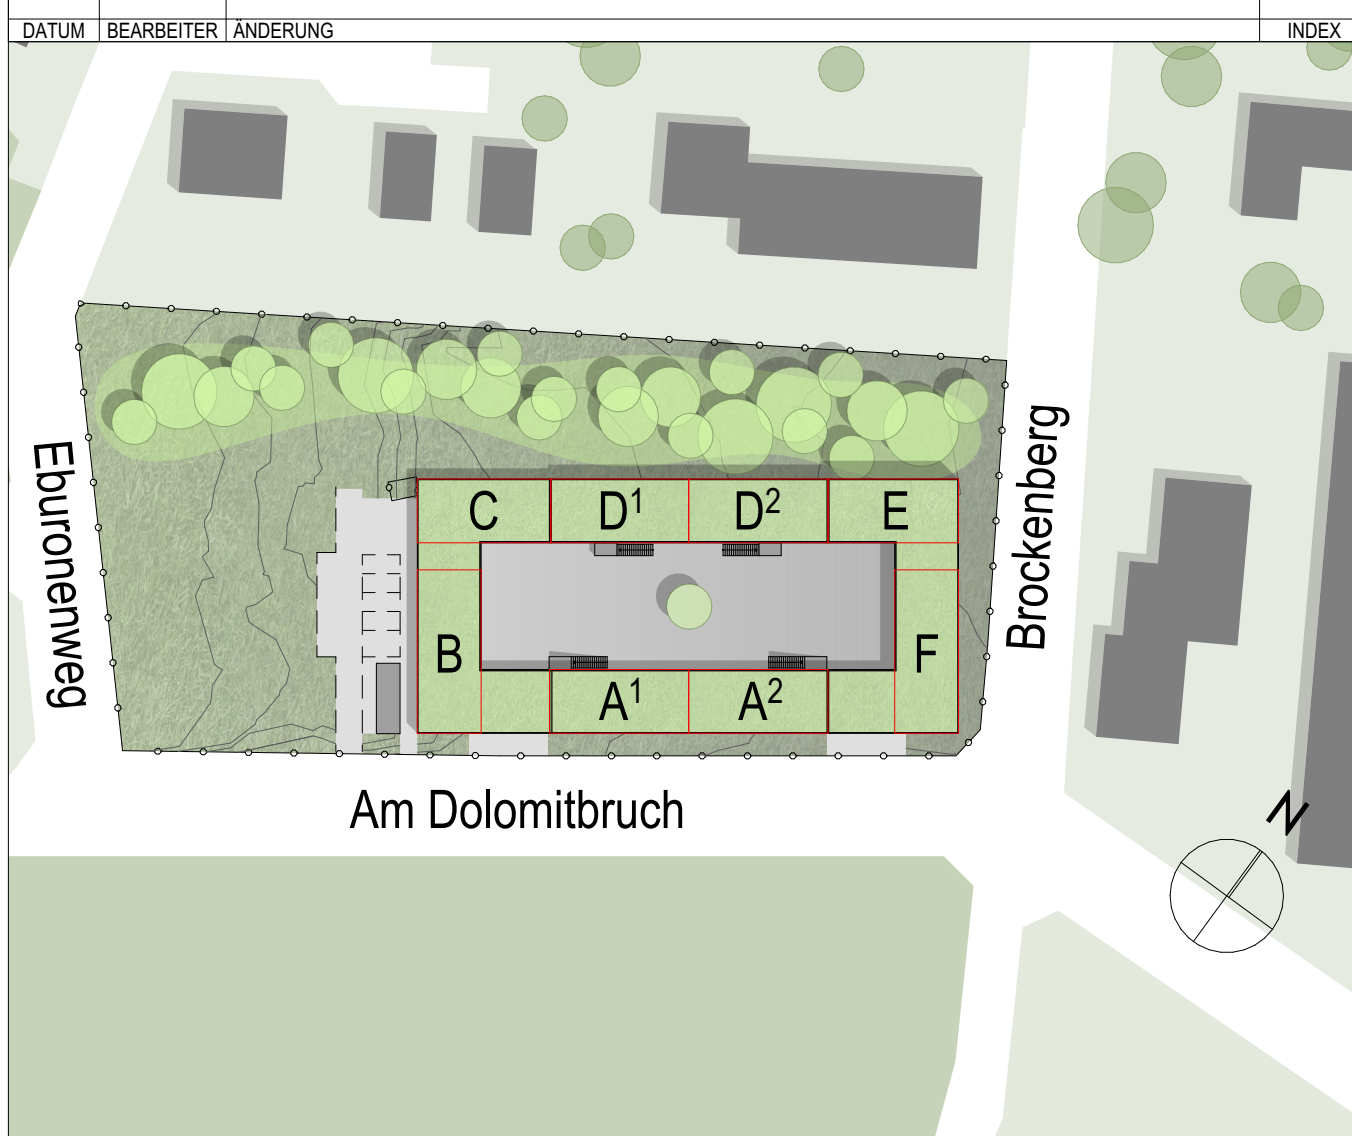 DATUM BEARBEITER ÄNDERUNG INDEX
C D¹ D² E
Eburonenweg
Brockenberg
B F
A¹ A²
Am Dolomitbruch
N